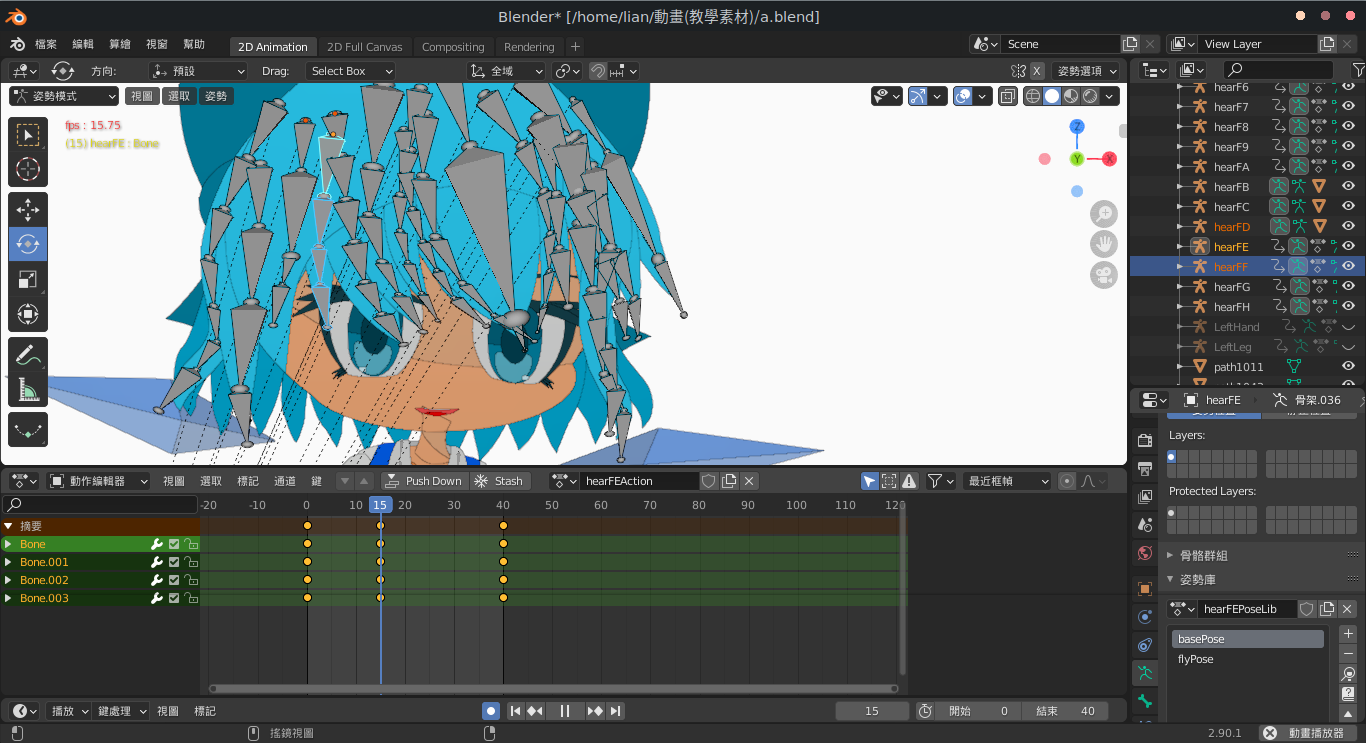 Blender* [/home/lian/動畫(教學素材)/a.blend]
檔案 編輯 算繪 視窗 幫助 2D Animation 2D Full Canvas Compositing Rendering + Scene View Layer
方向: 預設 Drag: Select Box 全域 X 姿勢選項
姿勢模式 視圖 選取 姿勢
fps : 15.75
(15) hearFE : Bone
Z
Y
X
hearF6
hearF7
hearF8
hearF9
hearFA
hearFB
hearFC
hearFD
hearFE
hearFF
hearFG
hearFH
LeftHand
LeftLeg
path1011
hearFE 骨架.036
Layers:
Protected Layers:
骨骼群組
姿勢庫
hearFEPoseLib
basePose
flyPose
動作編輯器 視圖 選取 標記 通道 鍵 Push Down Stash hearFEAction 最近框幀
-20 -10 0 15 20 30 40 50 60 70 80 90 100 110 120
摘要
Bone
Bone.001
Bone.002
Bone.003
播放 鍵處理 視圖 標記 15 開始 0 結束 40
搖鏡視圖 2.90.1 動畫播放器